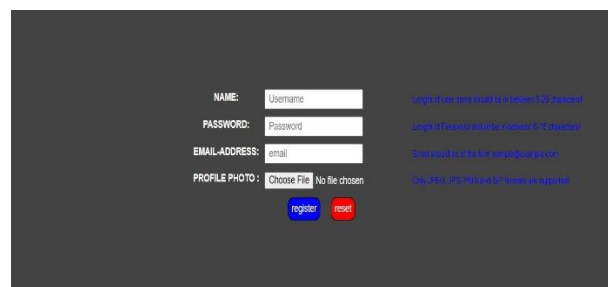 NAME: Username Length of user name should be in between 5-20 characters!
PASSWORD: Password Length of Password should be in between 6-15 characters!
EMAIL-ADDRESS: email Email should be of the form sample@example.com
PROFILE PHOTO : Choose File No file chosen Only JPEG, JPG, PNG and GIF formats are supported!
register reset